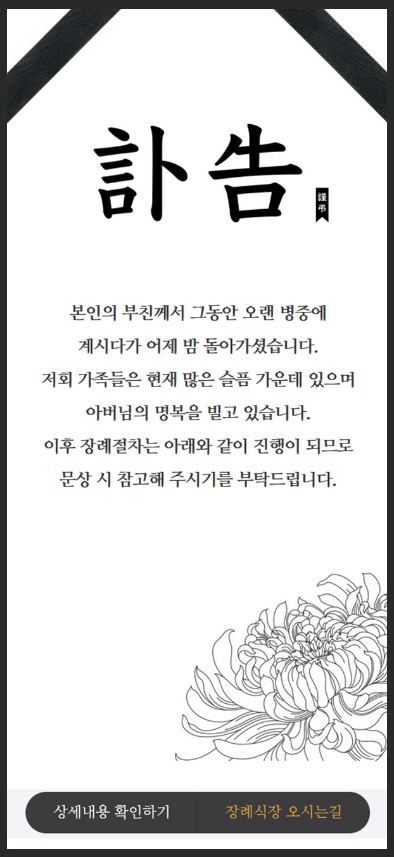 訃告
謹弔
본인의 부친께서 그동안 오랜 병중에
계시다가 어제 밤 돌아가셨습니다.
저회 가족들은 현재 많은 슬픔 가운데 있으며
아버님의 명복을 빌고 있습니다.
이후 장례절차는 아래와 같이 진행이 되므로
문상 시 참고해 주시기를 부탁드립니다.
상세내용 확인하기
장례식장 오시는길